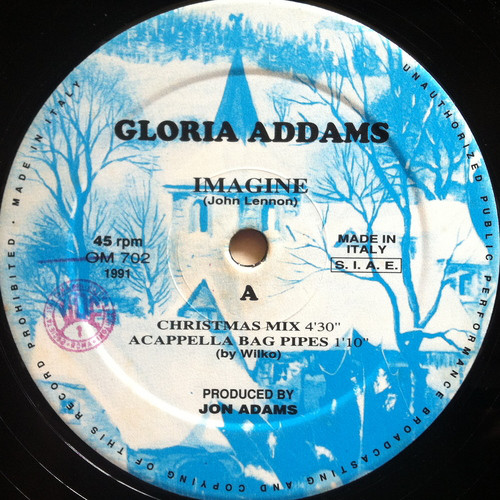 GLORIA ADDAMS
IMAGINE
(John Lennon)
45 rpm
OM 702
1991
MADE IN
ITALY
S. I. A. E.
A
CHRISTMAS MIX 4'30"
ACAPPELLA BAG PIPES 1'10"
(by Wilko)
PRODUCED BY
JON ADAMS
UNAUTHORIZED PUBLIC PERFORMANCE BROADCASTING AND COPYING OF THIS RECORD PROHIBITED • MADE IN ITALY